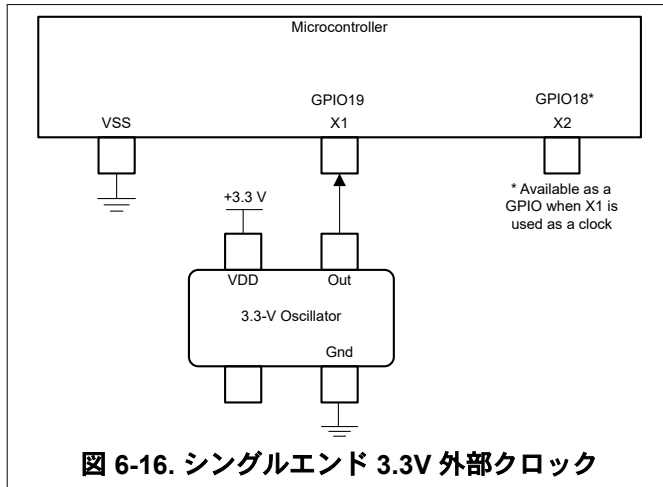 Microcontroller
GPIO19
GPIO18*
VSS
X1
X2
* Available as a
GPIO when X1 is
used as a clock
+3.3 V
VDD
Out
3.3-V Oscillator
Gnd
図 6-16. シングルエンド 3.3V 外部クロック